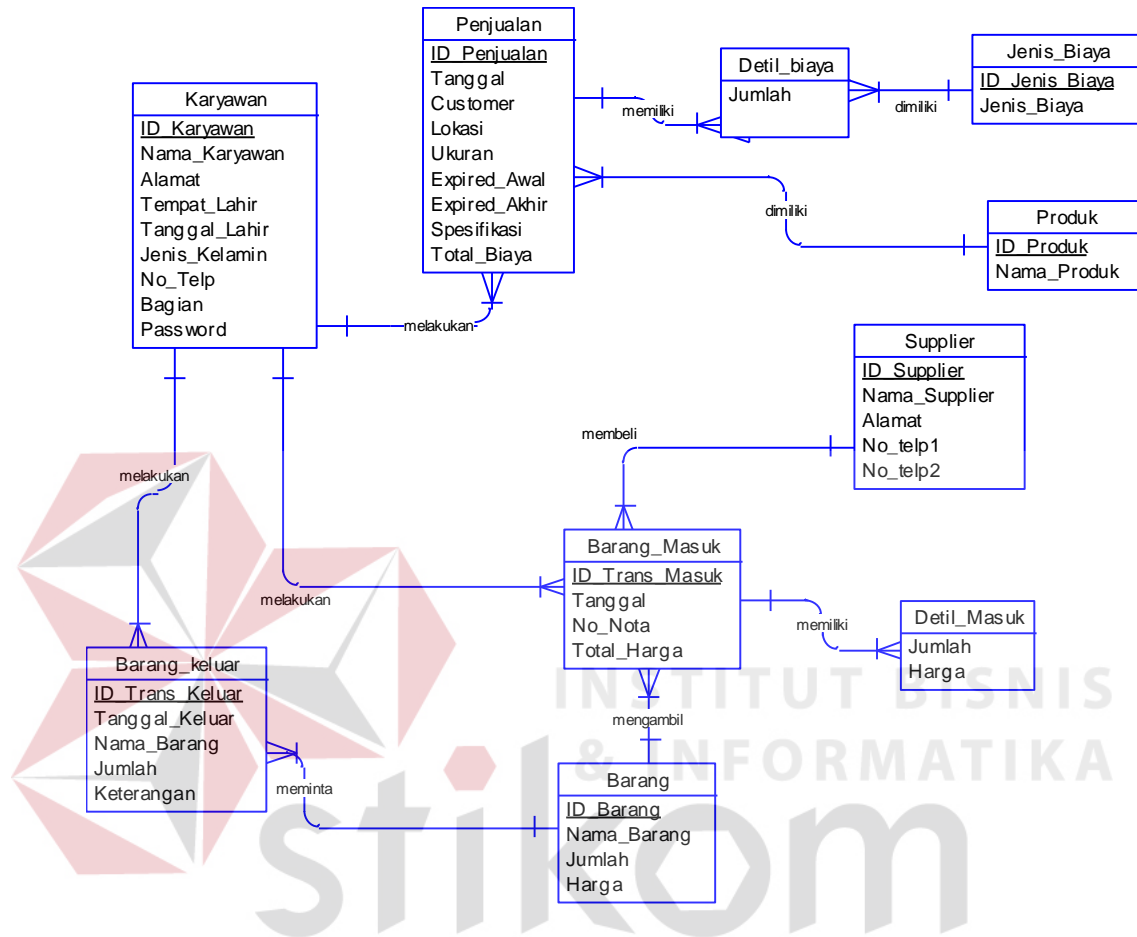 Penjualan
ID_Penjualan
Tanggal
Customer
Lokasi
Ukuran
Expired_Awal
Expired_Akhir
Spesifikasi
Total_Biaya
Detil_biaya
Jumlah
Jenis_Biaya
ID_Jenis_Biaya
Jenis_Biaya
memiliki
dimiliki
Karyawan
ID_Karyawan
Nama_Karyawan
Alamat
Tempat_Lahir
Tanggal_Lahir
Jenis_Kelamin
No_Telp
Bagian
Password
dimiliki
Produk
ID_Produk
Nama_Produk
melakukan
Supplier
ID_Supplier
Nama_Supplier
Alamat
No_telp1
No_telp2
membeli
melakukan
melakukan
Barang_Masuk
ID_Trans_Masuk
Tanggal
No_Nota
Total_Harga
memiliki
Detil_Masuk
Jumlah
Harga
Barang_keluar
ID_Trans_Keluar
Tanggal_Keluar
Nama_Barang
Jumlah
Keterangan
mengambil
meminta
Barang
ID_Barang
Nama_Barang
Jumlah
Harga
INSTITUT BISNIS
& INFORMATIKA
stikom